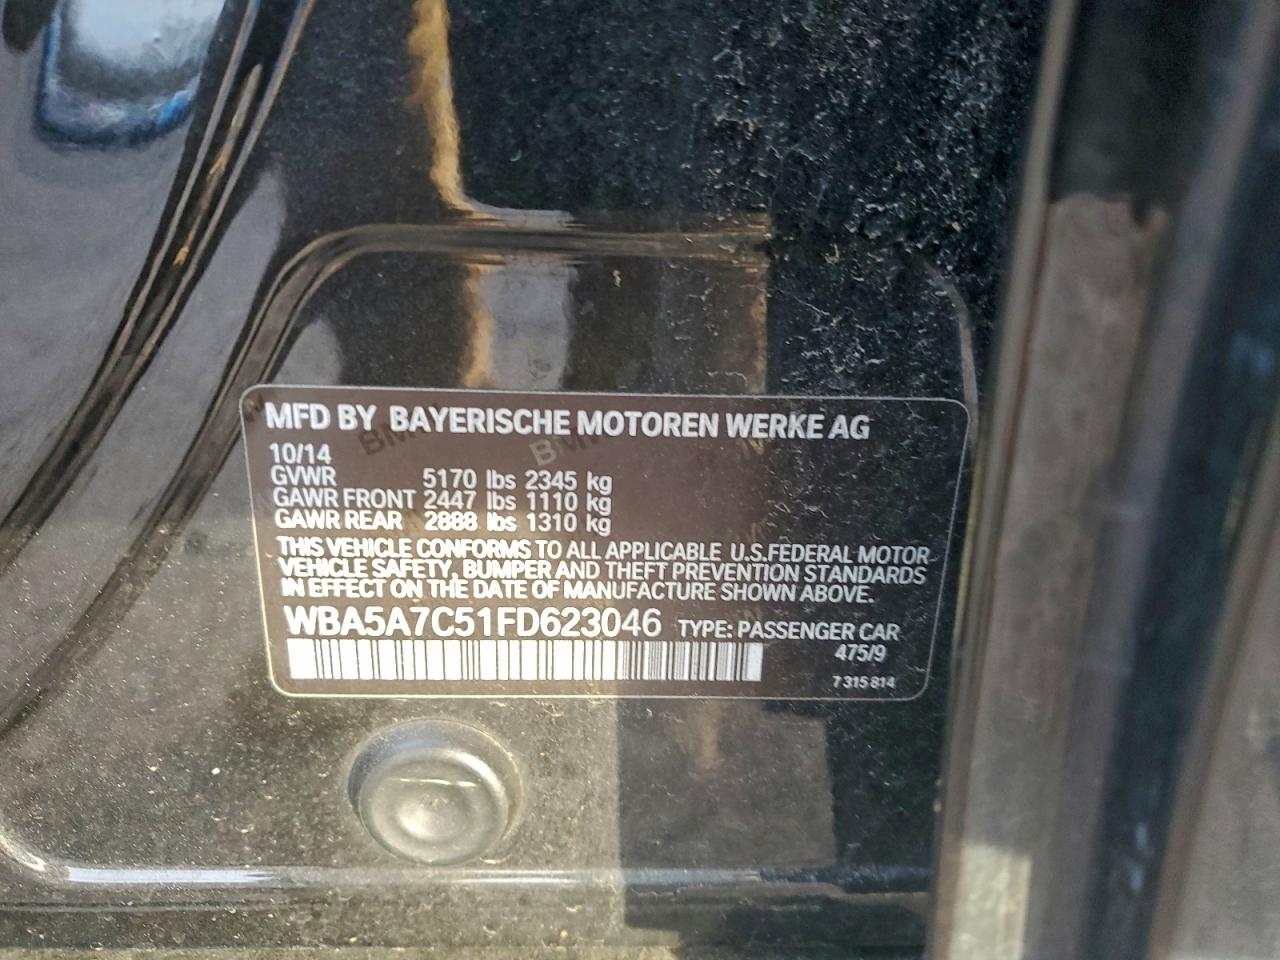 MFD BY BAYERISCHE MOTOREN WERKE AG
10/14
GVWR 5170 lbs 2345 kg
GAWR FRONT 2447 lbs 1110 kg
GAWR REAR 2888 lbs 1310 kg
THIS VEHICLE CONFORMS TO ALL APPLICABLE U.S.FEDERAL MOTOR
VEHICLE SAFETY, BUMPER AND THEFT PREVENTION STANDARDS
IN EFFECT ON THE DATE OF MANUFACTURE SHOWN ABOVE.
WBA5A7C51FD623046 TYPE: PASSENGER CAR
475/9
7 315 814